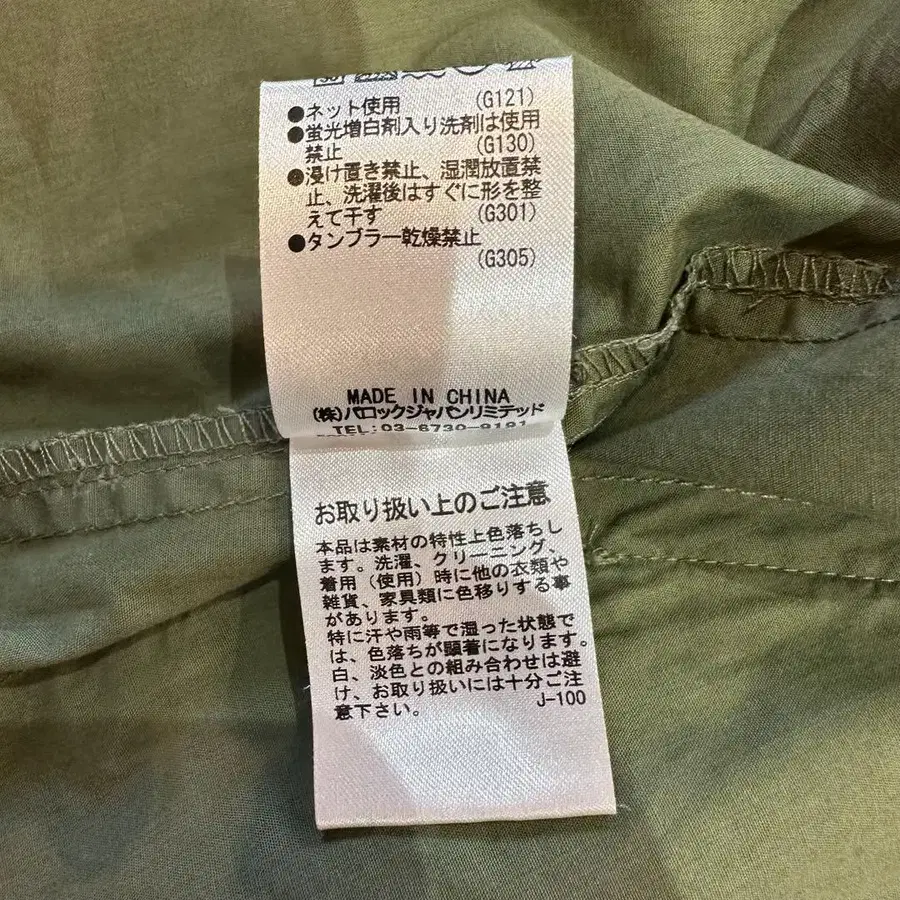 ●ネット使用 (G121)
●蛍光増白剤入り洗剤は使用
禁止 (G130)
●浸け置き禁止、湿潤放置禁
止、洗濯後はすぐに形を整
えて干す (G301)
●タンブラー乾燥禁止
(G305)
MADE IN CHINA
(株)バロックジャパンリミテッド
TEL:03-6730-9191
お取り扱い上のご注意
本品は素材の特性上色落ちし
ます。洗濯、クリーニング、
着用(使用)時に他の衣類や
雑貨、家具類に色移りする事
があります。
特に汗や雨等で湿った状態で
は、色落ちが顕著になります。
白、淡色との組み合わせは避
け、お取り扱いには十分ご注
意下さい。 J-100